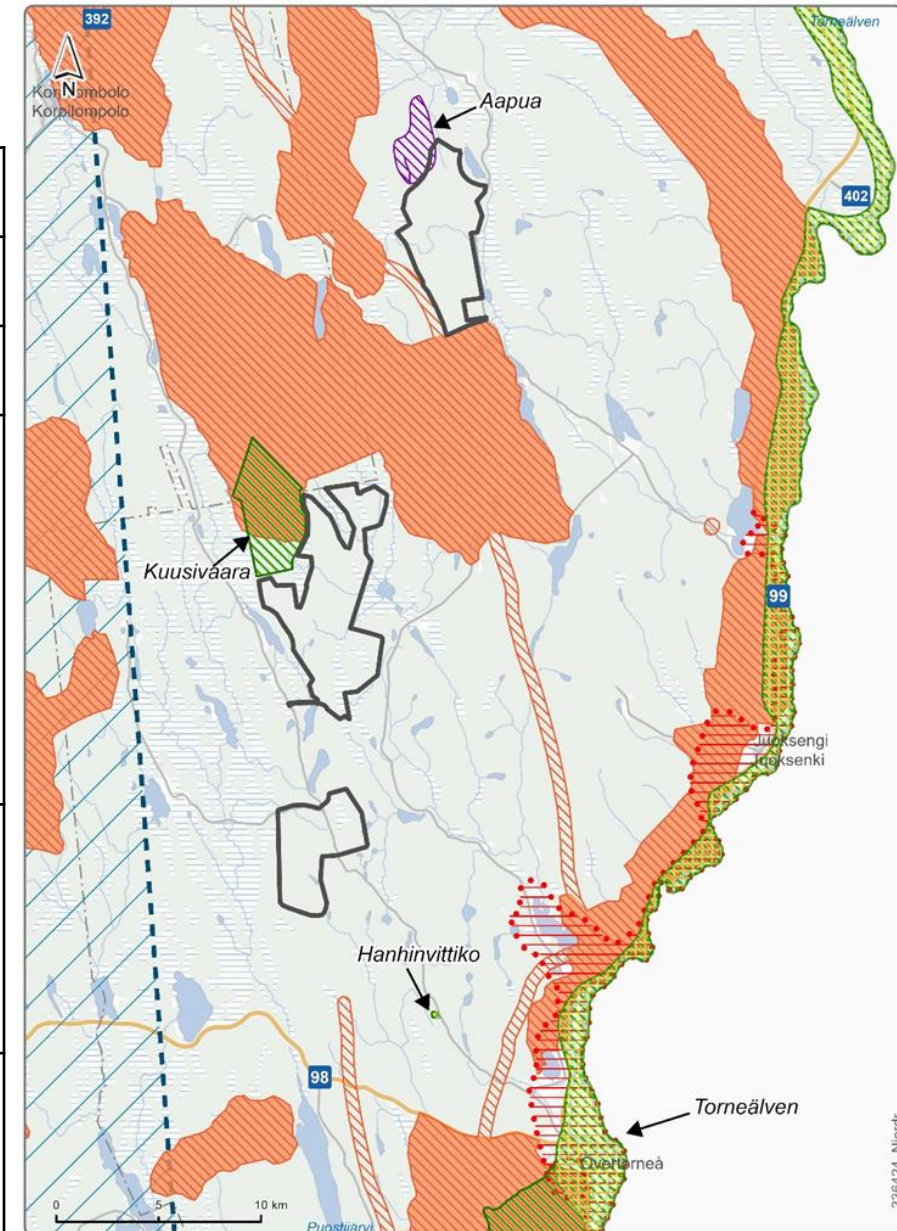 392
Torneälven
N
Korpilombolo
Korpilompolo
Aapua
402
Kuusivaara
99
Juoksengi
Juoksenki
Hanhinvittiko
98
Torneälven
Övertorneå
0 5 10 km
Puostijärvi